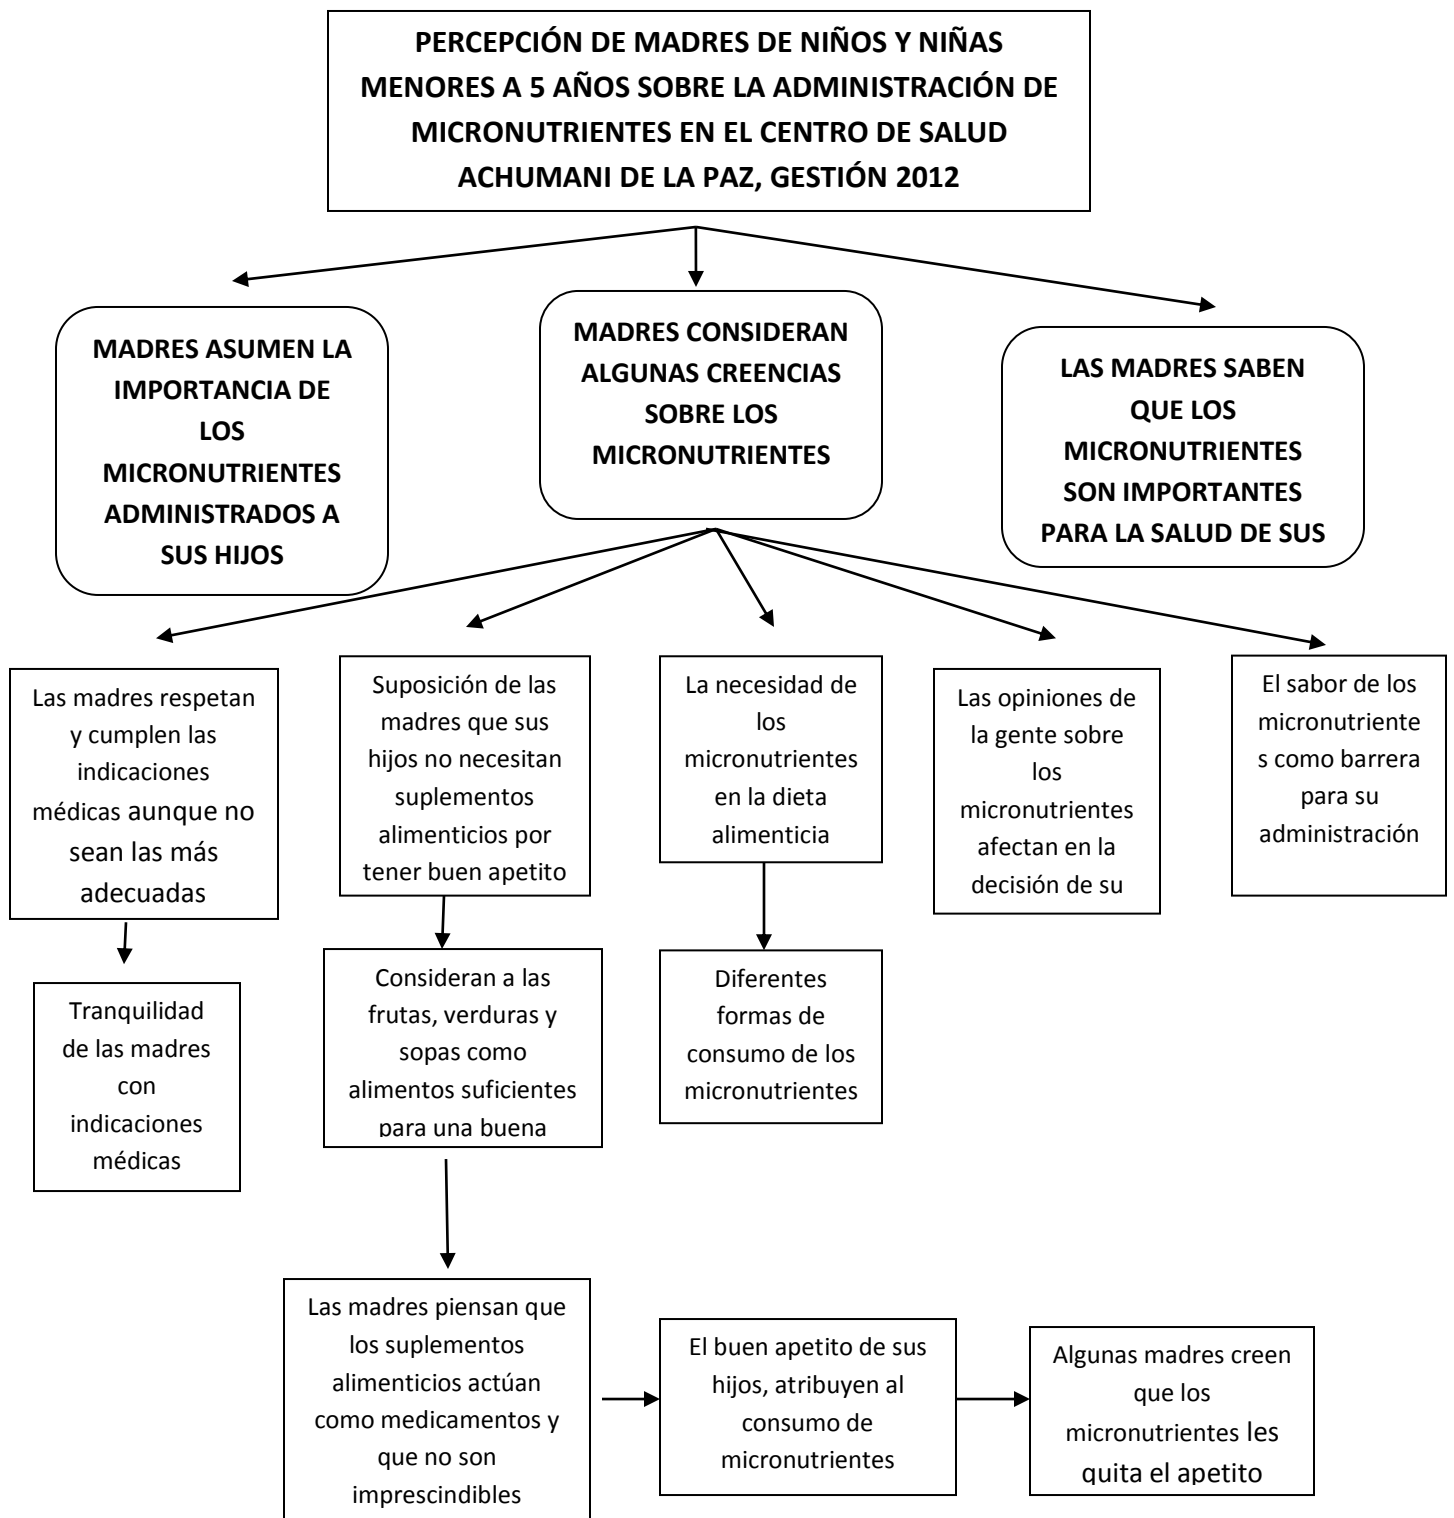 PERCEPCIÓN DE MADRES DE NIÑOS Y NIÑAS
MENORES A 5 AÑOS SOBRE LA ADMINISTRACIÓN DE
MICRONUTRIENTES EN EL CENTRO DE SALUD
ACHUMANI DE LA PAZ, GESTIÓN 2012
MADRES ASUMEN LA
IMPORTANCIA DE
LOS
MICRONUTRIENTES
ADMINISTRADOS A
SUS HIJOS
MADRES CONSIDERAN
ALGUNAS CREENCIAS
SOBRE LOS
MICRONUTRIENTES
LAS MADRES SABEN
QUE LOS
MICRONUTRIENTES
SON IMPORTANTES
PARA LA SALUD DE SUS
Las madres respetan
y cumplen las
indicaciones
médicas aunque no
sean las más
adecuadas
Suposición de las
madres que sus
hijos no necesitan
suplementos
alimenticios por
tener buen apetito
La necesidad de
los
micronutrientes
en la dieta
alimenticia
Las opiniones de
la gente sobre
los
micronutrientes
afectan en la
decisión de su
El sabor de los
micronutriente
s como barrera
para su
administración
Tranquilidad
de las madres
con
indicaciones
médicas
Consideran a las
frutas, verduras y
sopas como
alimentos suficientes
para una buena
Diferentes
formas de
consumo de los
micronutrientes
Las madres piensan que
los suplementos
alimenticios actúan
como medicamentos y
que no son
imprescindibles
El buen apetito de sus
hijos, atribuyen al
consumo de
micronutrientes
Algunas madres creen
que los
micronutrientes les
quita el apetito